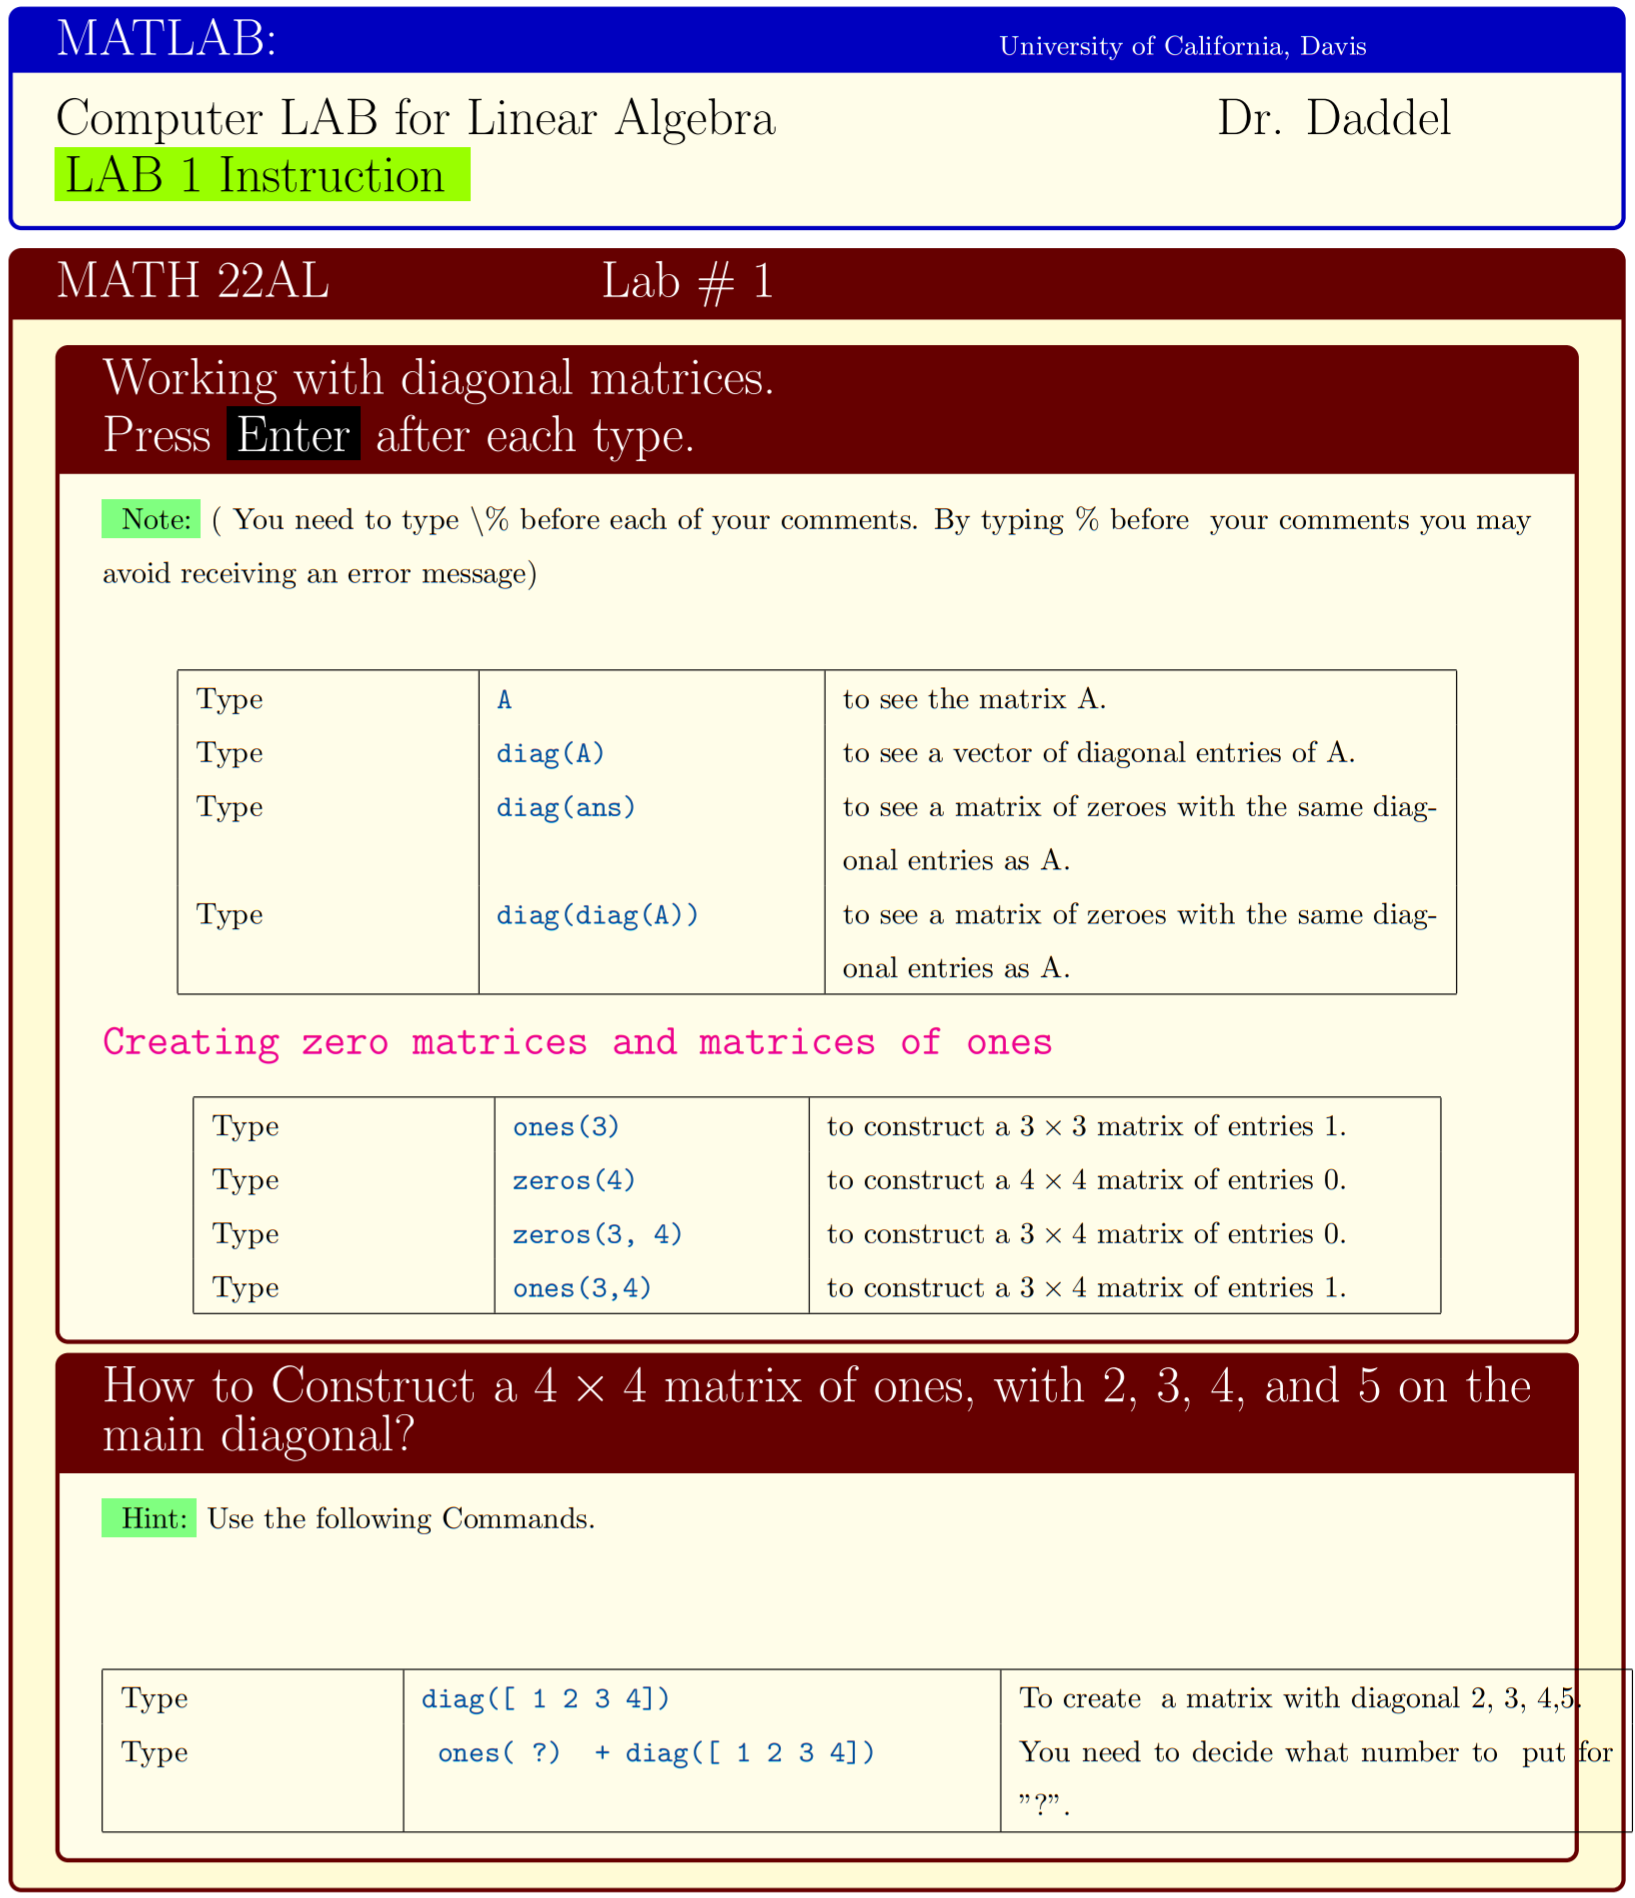 MATLAB: University of California, Davis
Computer LAB for Linear Algebra Dr. Daddel
LAB 1 Instruction
MATH 22AL Lab # 1
Working with diagonal matrices.
Press Enter after each type.
Note: ( You need to type \% before each of your comments. By typing % before your comments you may
avoid receiving an error message)
Type A to see the matrix A.
Type diag(A) to see a vector of diagonal entries of A.
Type diag(ans) to see a matrix of zeroes with the same diag-
onal entries as A.
Type diag(diag(A)) to see a matrix of zeroes with the same diag-
onal entries as A.
Creating zero matrices and matrices of ones
Type ones(3) to construct a 3 × 3 matrix of entries 1.
Type zeros(4) to construct a 4 × 4 matrix of entries 0.
Type zeros(3, 4) to construct a 3 × 4 matrix of entries 0.
Type ones(3,4) to construct a 3 × 4 matrix of entries 1.
How to Construct a 4 × 4 matrix of ones, with 2, 3, 4, and 5 on the
main diagonal?
Hint: Use the following Commands.
Type diag([ 1 2 3 4]) To create a matrix with diagonal 2, 3, 4,5.
Type ones( ?) + diag([ 1 2 3 4]) You need to decide what number to put for
"?".